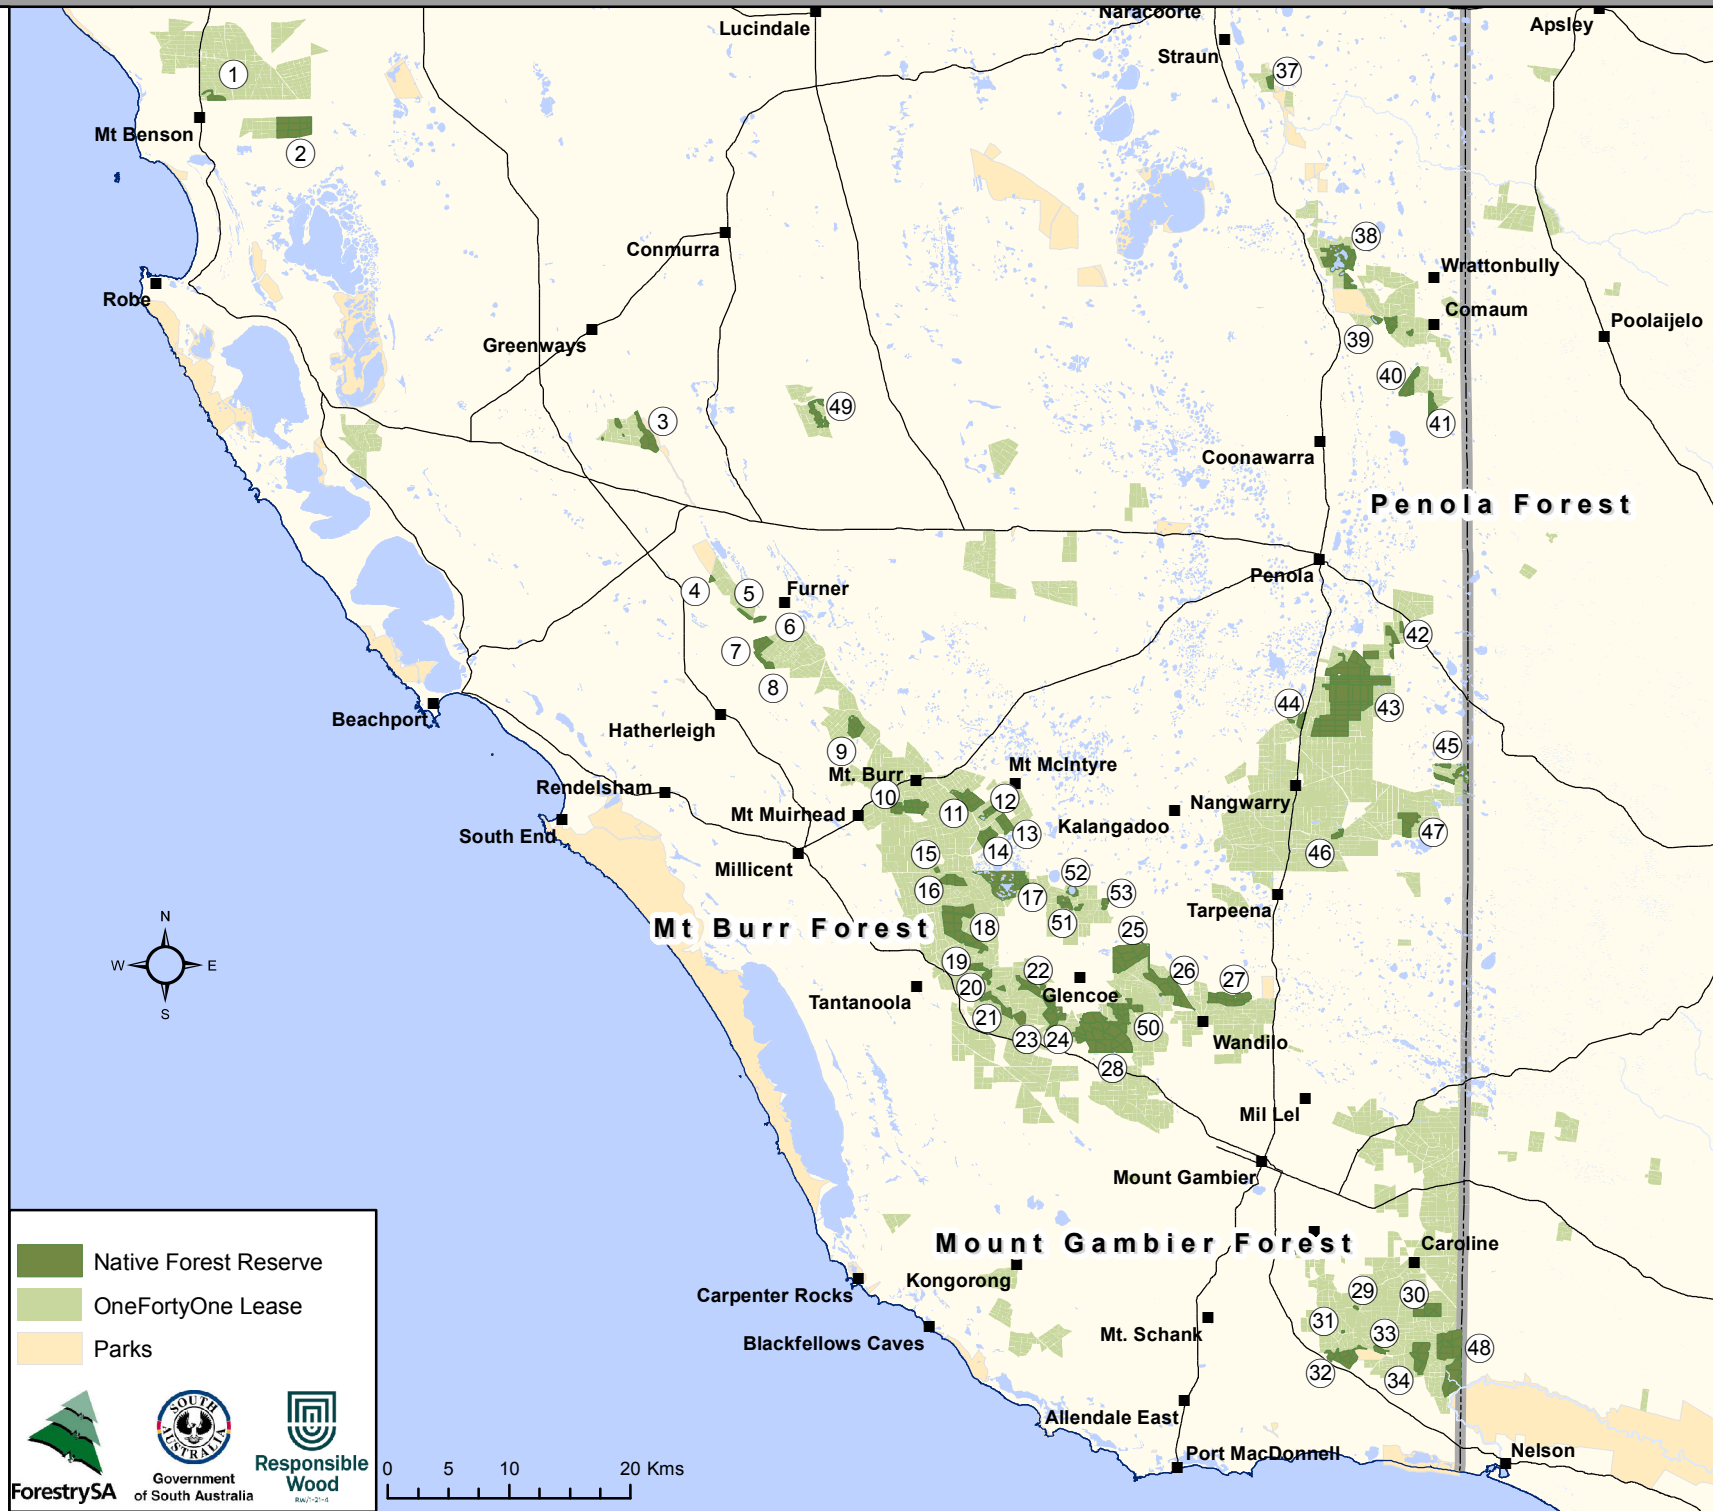 Naracoorte
Lucindale
Apsley
Straun
37
1
Mt Benson
2
38
Conmurra
Wrattonbully
Robe
Comaum
Poolaijelo
Greenways
39
40
49
3
41
Coonawarra
Penola Forest
Penola
4
5
Furner
6
42
7
8
44
43
Beachport
Hatherleigh
9
45
Mt. Burr
Mt McIntyre
Rendelsham
10
12
Nangwarry
11
Mt Muirhead
Kalangadoo
South End
13
47
14
15
46
Millicent
52
16
17
53
Tarpeena
51
Mt Burr Forest
18
25
N
W
E
S
19
22
26
27
20
Glencoe
Tantanoola
21
50
23
24
Wandilo
28
Mil Lel
Mount Gambier
Mount Gambier Forest
Caroline
Kongorong
Carpenter Rocks
29
30
31
Mt. Schank
33
Blackfellows Caves
48
32
34
Allendale East
Port MacDonnell
Nelson
Native Forest Reserve
OneFortyOne Lease
Parks
ForestrySA
SOUTH AUSTRALIA
Government
of South Australia
Responsible
Wood
RW/1-21-4
0 5 10 20 Kms